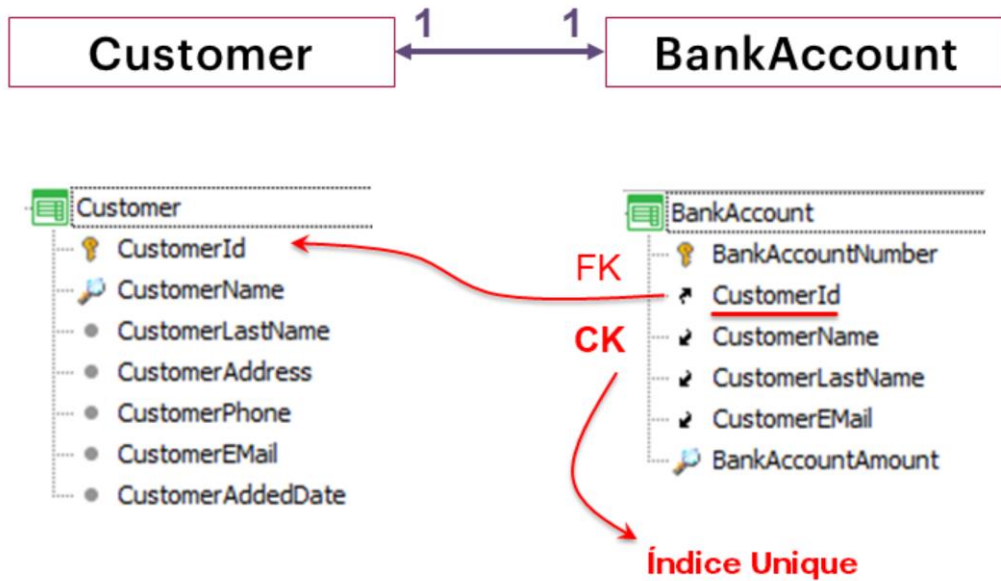 Customer
1
1
BankAccount
Customer
CustomerId
CustomerName
CustomerLastName
CustomerAddress
CustomerPhone
CustomerEMail
CustomerAddedDate
FK
CK
Índice Unique
BankAccount
BankAccountNumber
CustomerId
CustomerName
CustomerLastName
CustomerEMail
BankAccountAmount